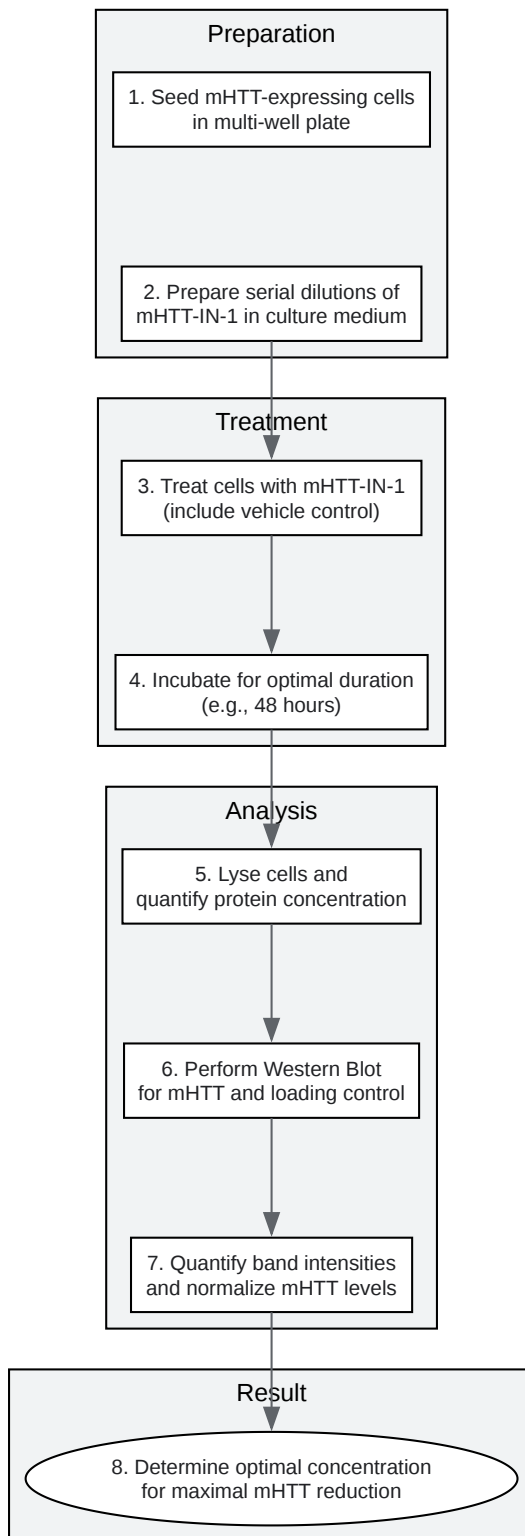 Preparation
1. Seed mHTT-expressing cells
in multi-well plate
2. Prepare serial dilutions of
mHTT-IN-1 in culture medium
Treatment
3. Treat cells with mHTT-IN-1
(include vehicle control)
4. Incubate for optimal duration
(e.g., 48 hours)
Analysis
5. Lyse cells and
quantify protein concentration
6. Perform Western Blot
for mHTT and loading control
7. Quantify band intensities
and normalize mHTT levels
Result
8. Determine optimal concentration
for maximal mHTT reduction